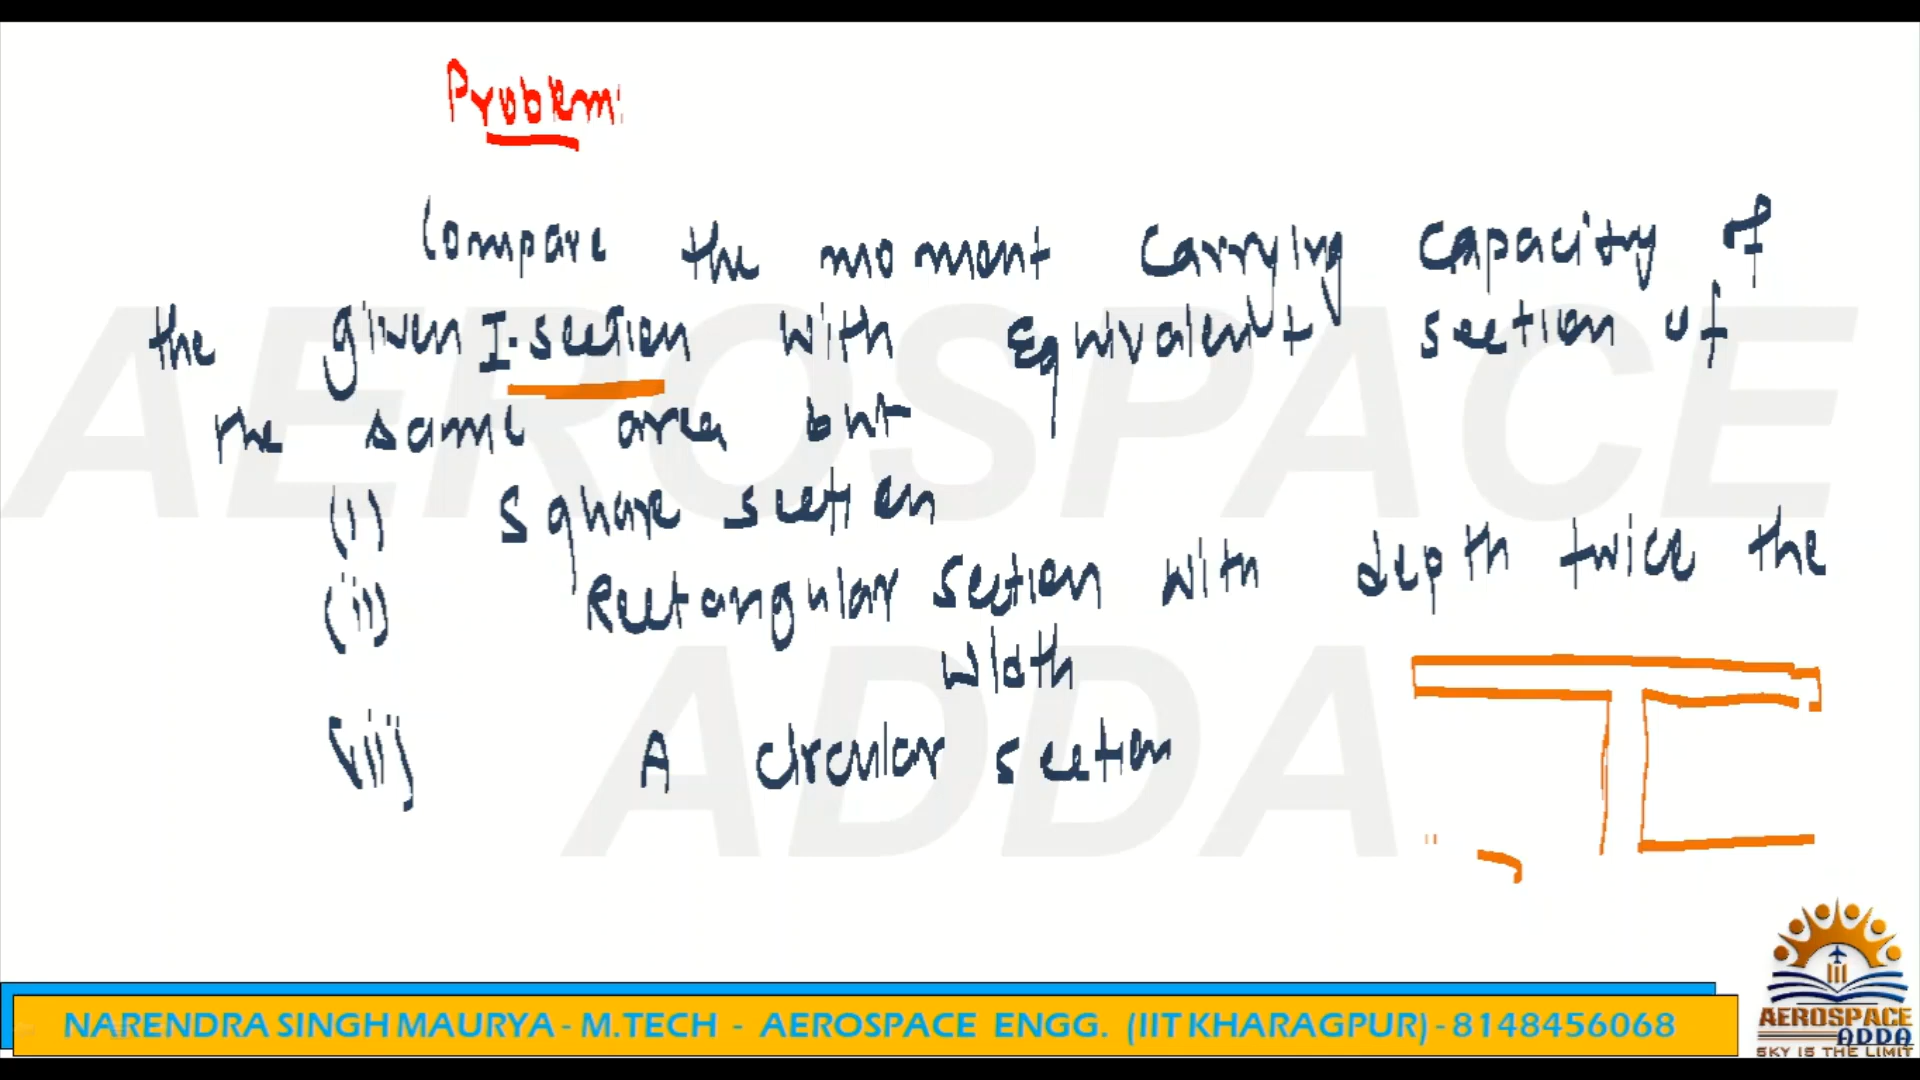 Problem:
Compare the moment carrying capacity of
the given I-section with Equivalent section of
the same area but
(i) Square section
(ii) Rectangular section with depth twice the
width
(iii) A circular section
AEROSPACE
ADDA
NARENDRA SINGH MAURYA - M.TECH - AEROSPACE ENGG. (IIT KHARAGPUR) - 8148456068
AEROSPACE
ADDA
SKY IS THE LIMIT